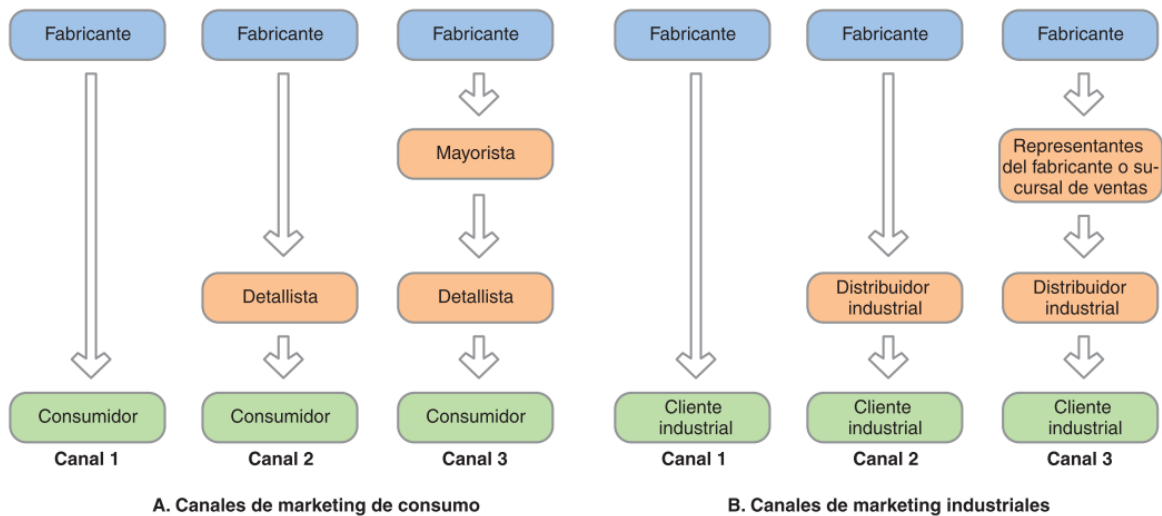 Fabricante
Fabricante
Fabricante
Fabricante
Fabricante
Fabricante
Mayorista
Representantes
del fabricante o su-
cursal de ventas
Detallista
Detallista
Distribuidor
industrial
Distribuidor
industrial
Consumidor
Consumidor
Consumidor
Cliente
industrial
Cliente
industrial
Cliente
industrial
Canal 1
Canal 2
Canal 3
Canal 1
Canal 2
Canal 3
A. Canales de marketing de consumo
B. Canales de marketing industriales